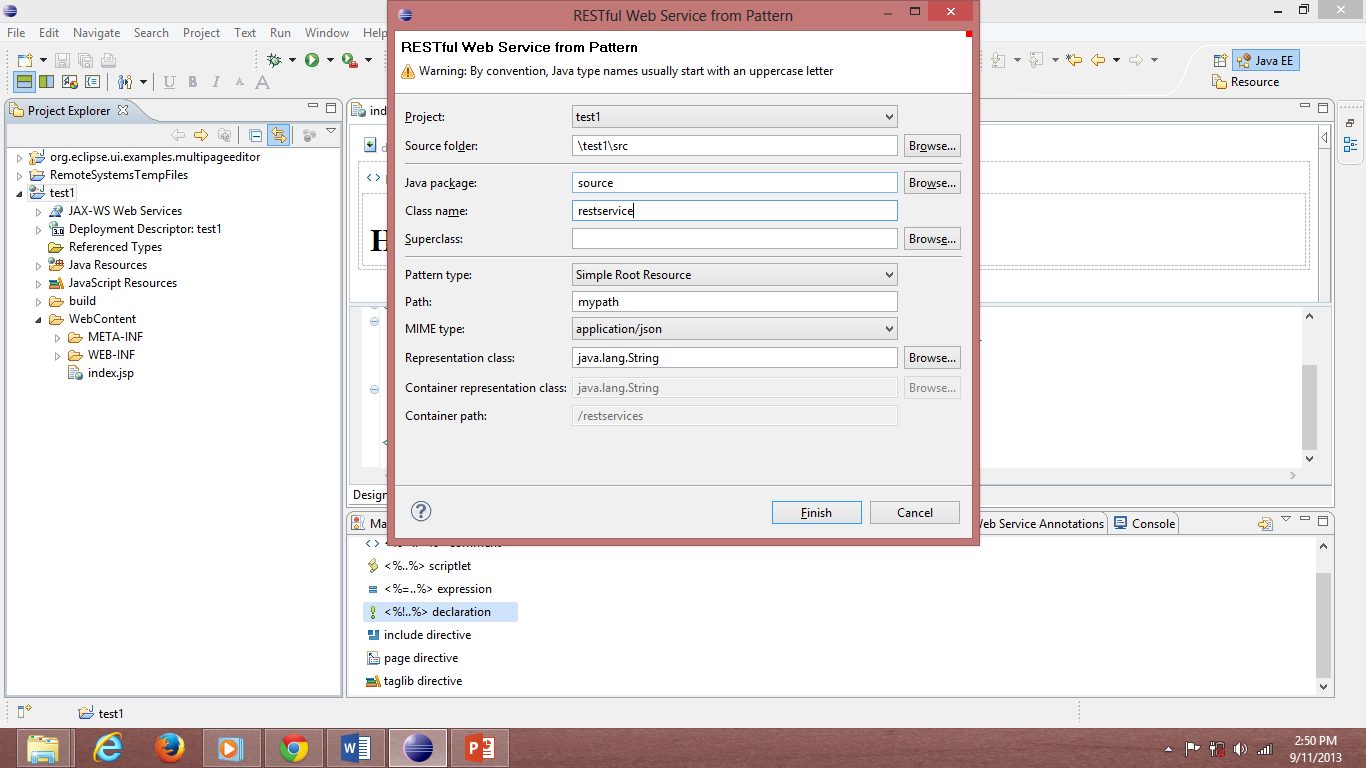 RESTful Web Service from Pattern
File Edit Navigate Search Project Text Run Window Help
RESTful Web Service from Pattern
Warning: By convention, Java type names usually start with an uppercase letter
Java EE
Resource
Project Explorer
org.eclipse.ui.examples.multipageeditor
RemoteSystemsTempFiles
test1
JAX-WS Web Services
Deployment Descriptor: test1
3.0
Referenced Types
Java Resources
JavaScript Resources
build
WebContent
META-INF
WEB-INF
index.jsp
ind
H
Project: test1
Source folder: \test1\src Browse...
Java package: source Browse...
Class name: restservice
Superclass: Browse...
Pattern type: Simple Root Resource
Path: mypath
MIME type: application/json
Representation class: java.lang.String Browse...
Container representation class: java.lang.String Browse...
Container path: /restservices
Finish Cancel
Design
Ma
Web Service Annotations Console
<%..%> scriptlet
<%=..%> expression
<%!..%> declaration
include directive
page directive
taglib directive
test1
2:50 PM
9/11/2013